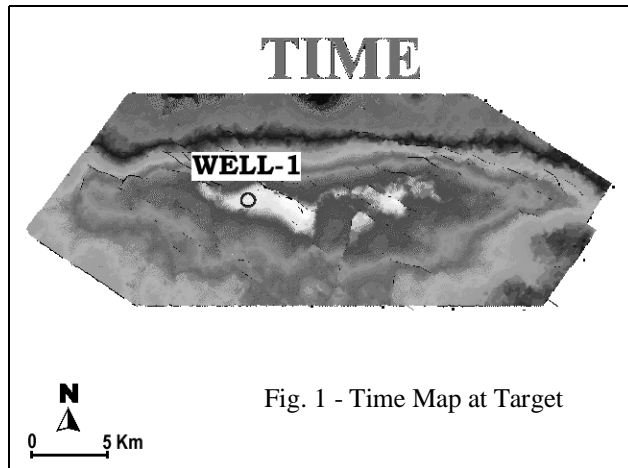 TIME
WELL-1
N
0 5 Km
Fig. 1 - Time Map at Target